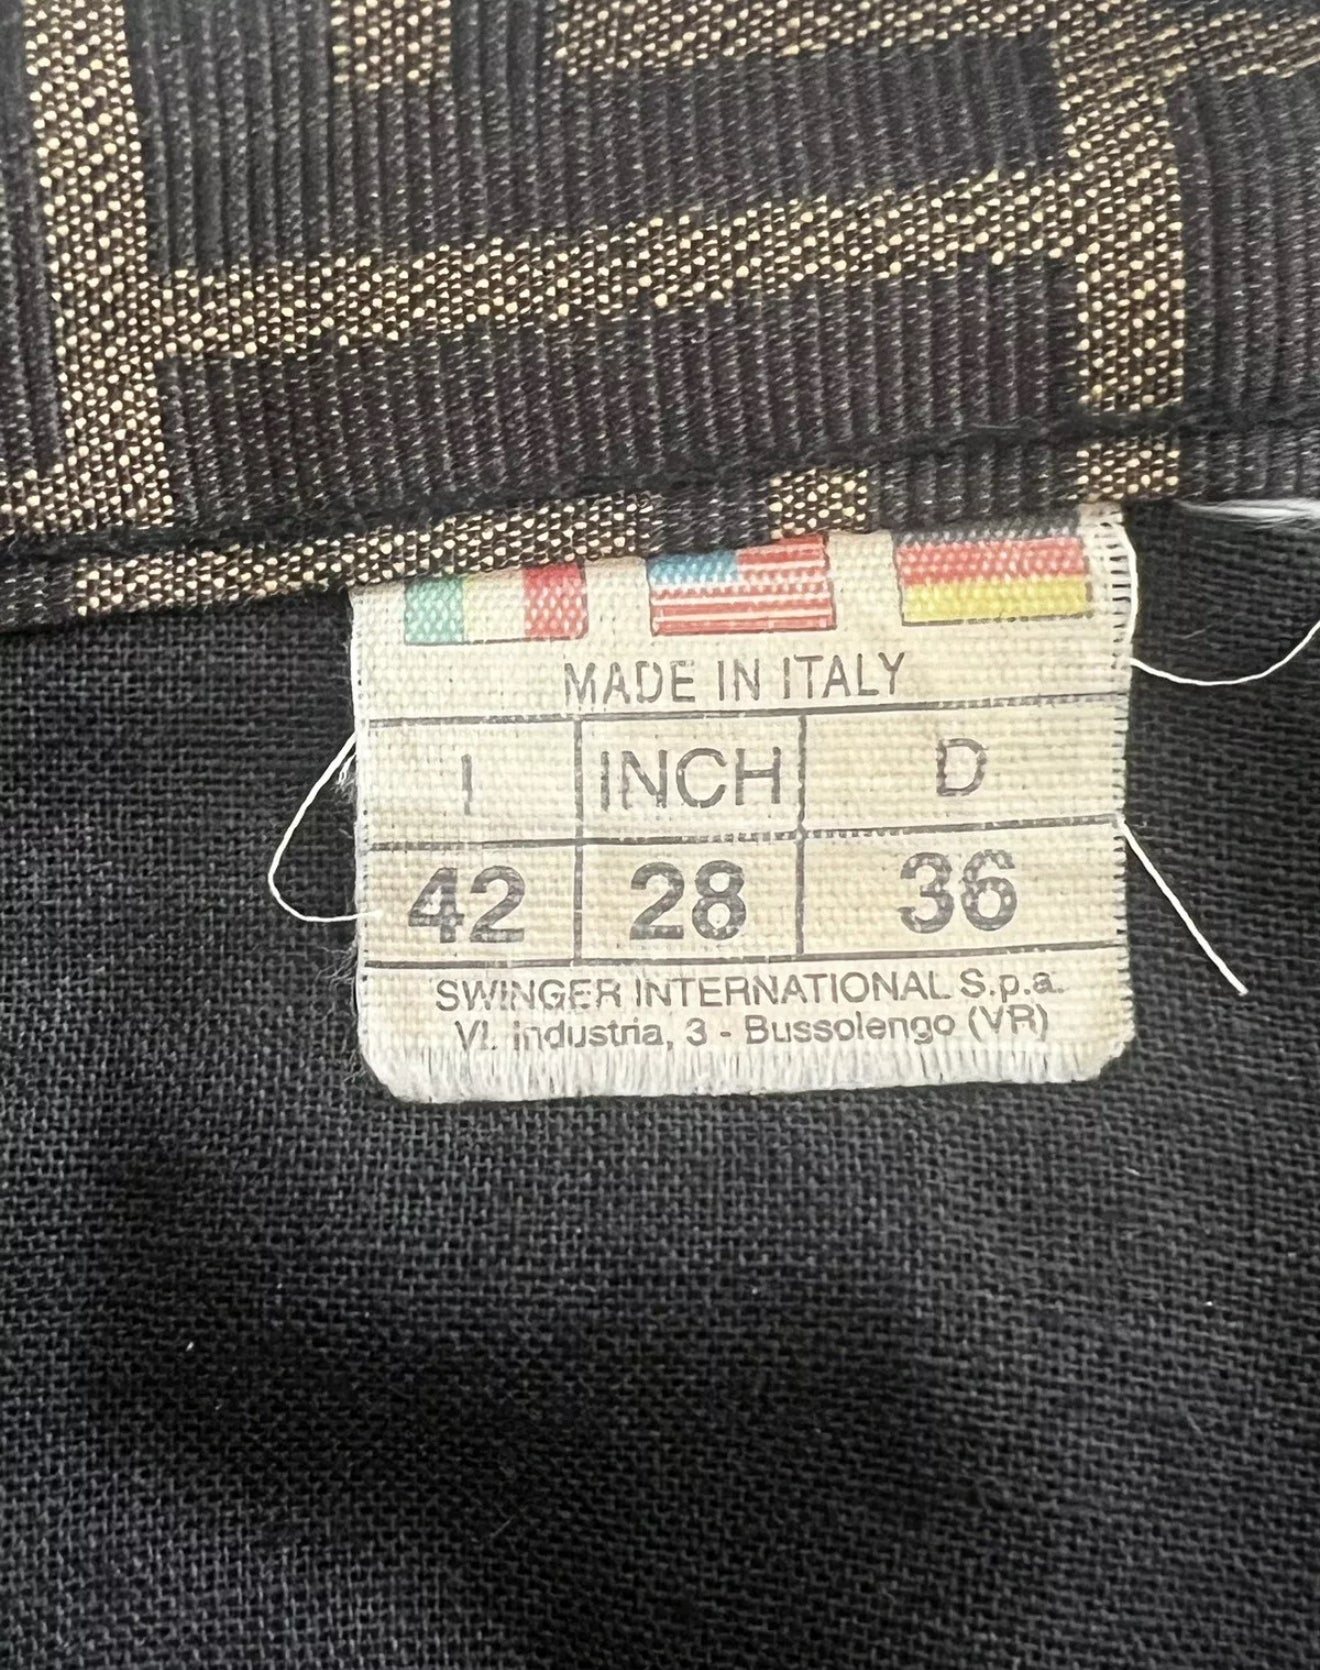 MADE IN ITALY
I INCH D
42 28 36
SWINGER INTERNATIONAL S.p.a.
Vl. industria, 3 - Bussolengo (VR)